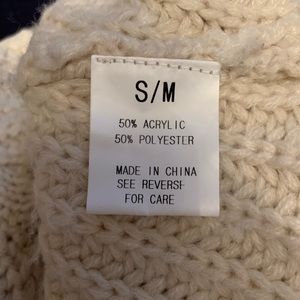 S/M
50% ACRYLIC
50% POLYESTER
MADE IN CHINA
SEE REVERSE
FOR CARE